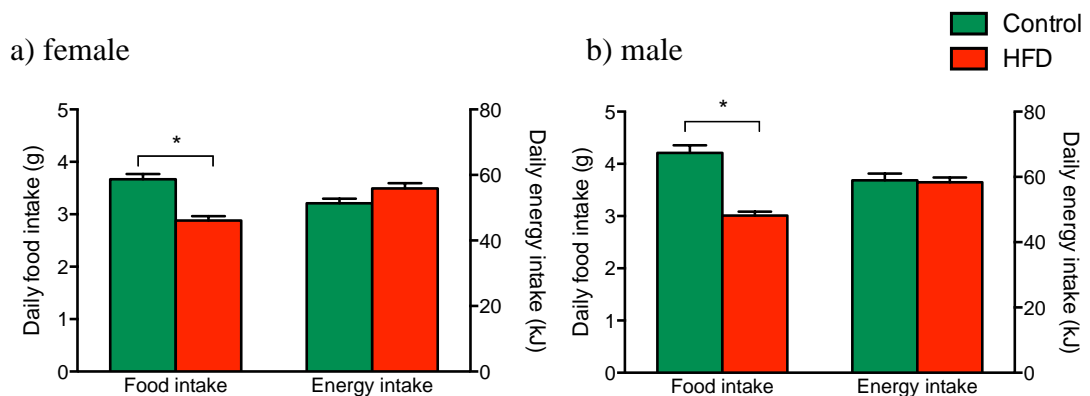 Control
HFD
a) female
b) male
Daily food intake (g)
5
4
3
2
1
0
*
Food intake
Energy intake
80
60
40
20
0
Daily energy
intake (kJ)
Daily food intake (g)
5
4
3
2
1
0
*
Food intake
Energy intake
80
60
40
20
0
Daily energy
intake (kJ)